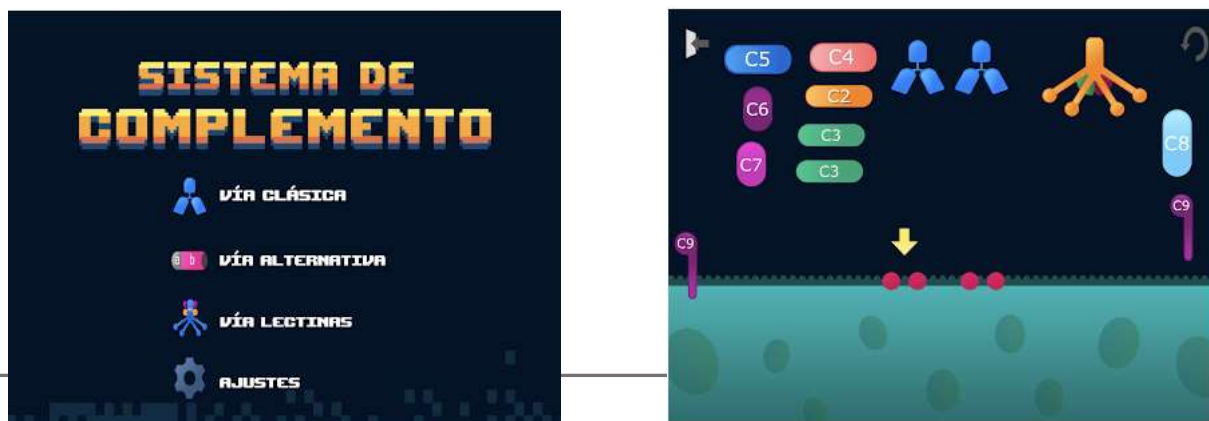 SISTEMA DE
COMPLEMENTO
VÍA CLÁSICA
VÍA ALTERNATIVA
VÍA LECTINAS
AJUSTES
C5
C4
C6
C2
C7
C3
C3
C8
C9
C9